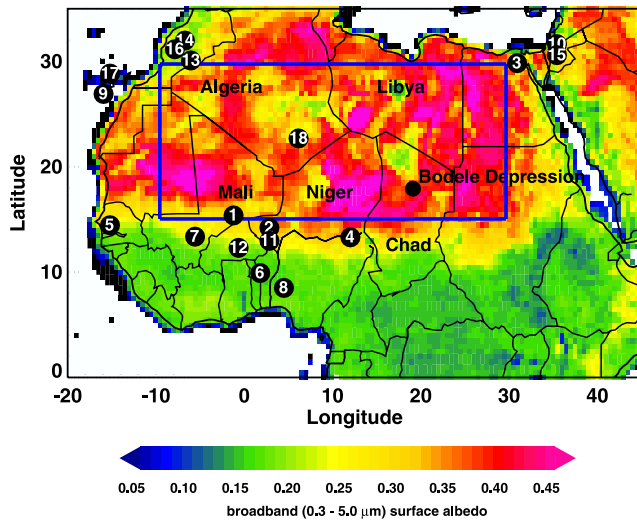 35
30
20
10
0
Latitude
14
16
13
17
9
10
15
3
Algeria
Libya
18
Bodele Depression
Mali
Niger
1
5
7
2
11
12
4
Chad
6
8
-20 -10 0 10 20 30 40
Longitude
0.05 0.10 0.15 0.20 0.25 0.30 0.35 0.40 0.45
broadband (0.3 - 5.0 μm) surface albedo